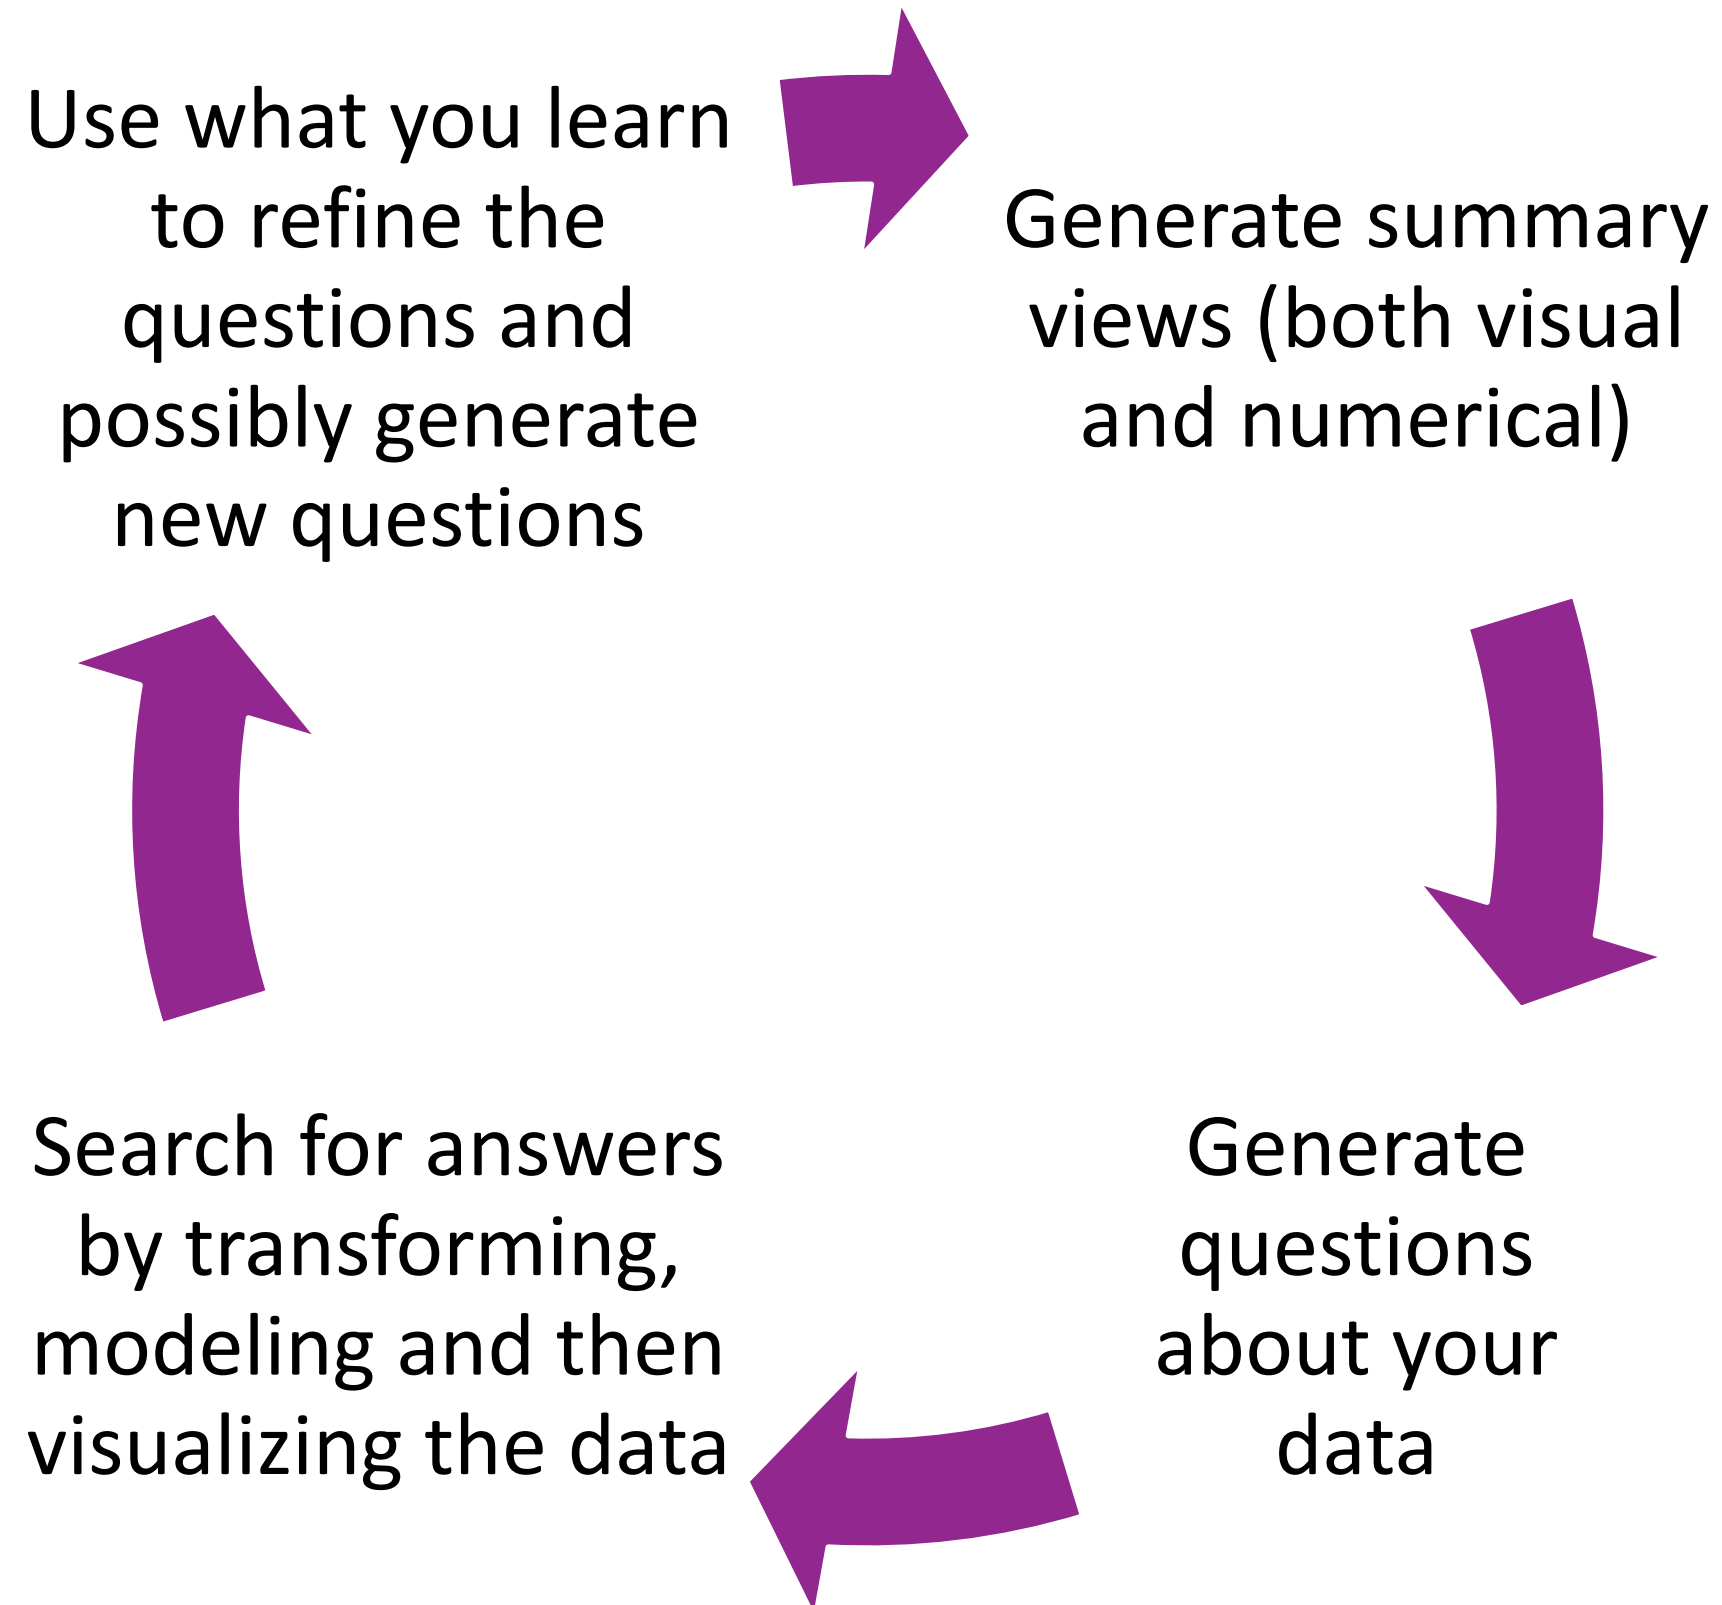 Use what you learn
to refine the
questions and
possibly generate
new questions
Generate summary
views (both visual
and numerical)
Generate
questions
about your
data
Search for answers
by transforming,
modeling and then
visualizing the data